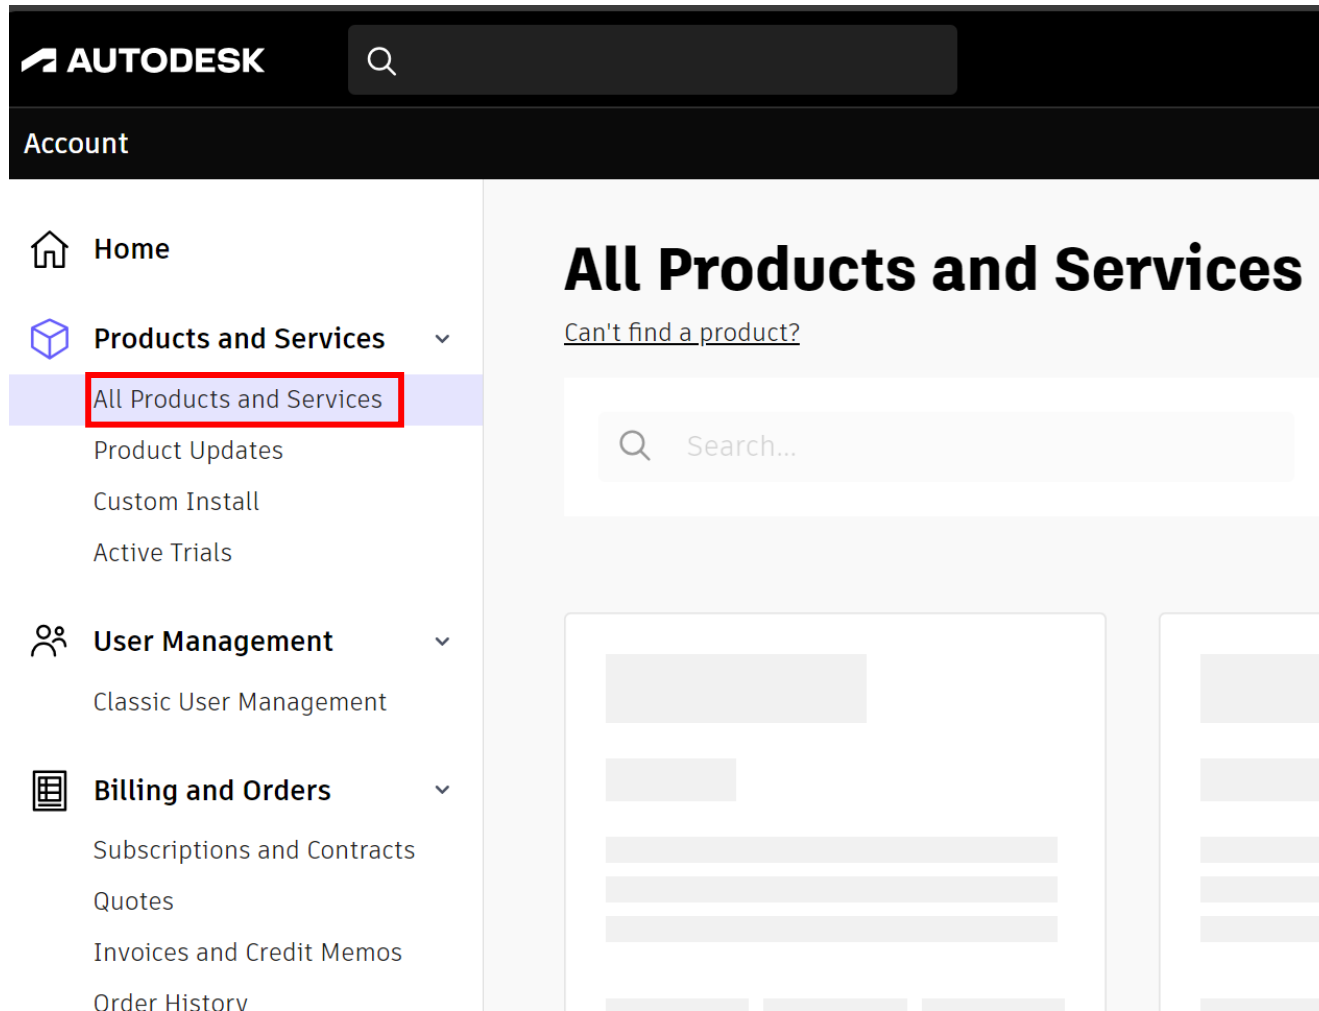 AUTODESK
Account
Home
Products and Services
All Products and Services
Product Updates
Custom Install
Active Trials
User Management
Classic User Management
Billing and Orders
Subscriptions and Contracts
Quotes
Invoices and Credit Memos
Order History
All Products and Services
Can't find a product?
Search...